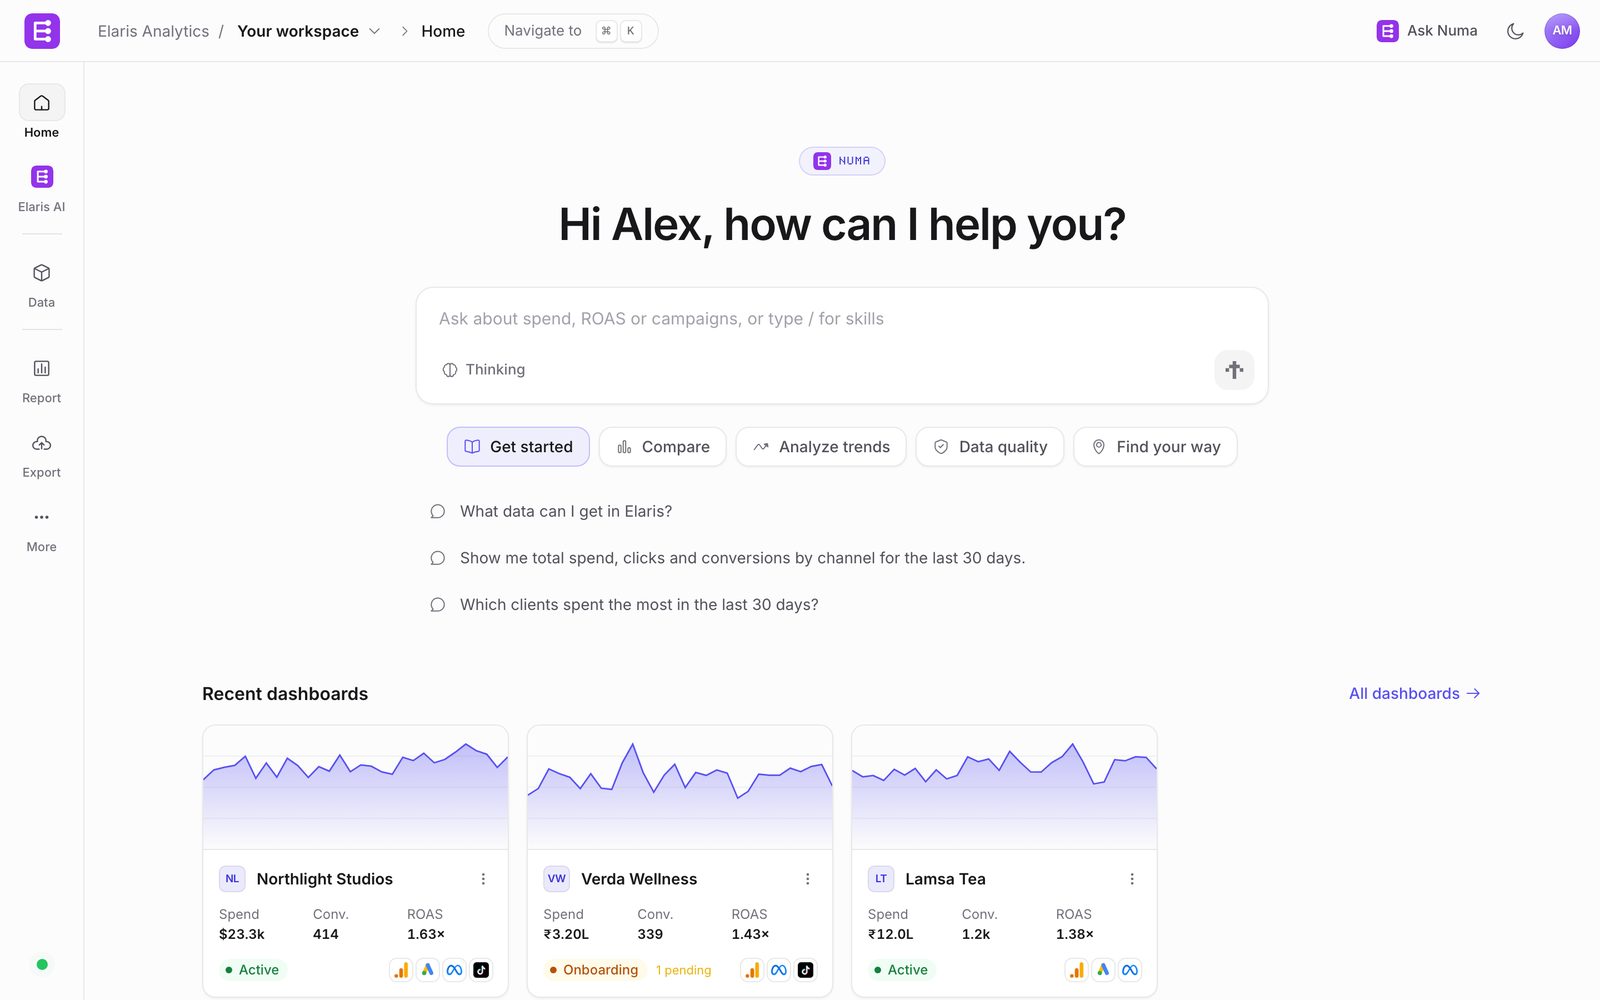 Elaris Analytics / Your workspace > Home Navigate to ⌘ K Ask Numa AM
Home
Elaris AI
Data
Report
Export
More
NUMA
Hi Alex, how can I help you?
Ask about spend, ROAS or campaigns, or type / for skills
Thinking
Get started Compare Analyze trends Data quality Find your way
What data can I get in Elaris?
Show me total spend, clicks and conversions by channel for the last 30 days.
Which clients spent the most in the last 30 days?
Recent dashboards All dashboards →
NL Northlight Studios
Spend Conv. ROAS
$23.3k 414 1.63×
Active
VW Verda Wellness
Spend Conv. ROAS
₹3.20L 339 1.43×
Onboarding 1 pending
LT Lamsa Tea
Spend Conv. ROAS
₹12.0L 1.2k 1.38×
Active